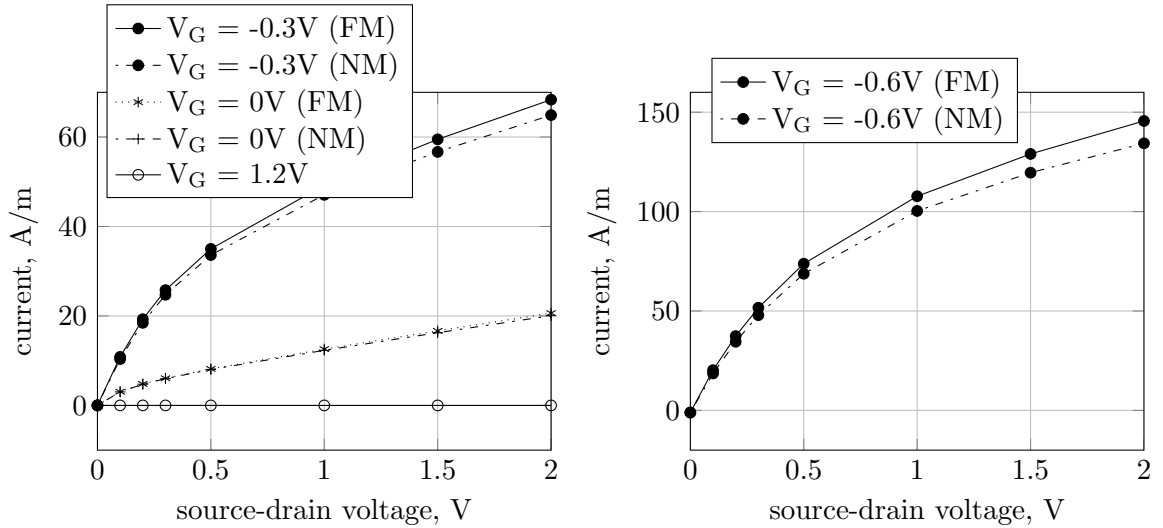 V_G = -0.3V (FM)
V_G = -0.3V (NM)
V_G = 0V (FM)
V_G = 0V (NM)
V_G = 1.2V
60
40
20
0
current, A/m
0
0.5
1
1.5
2
source-drain voltage, V
V_G = -0.6V (FM)
V_G = -0.6V (NM)
150
100
50
0
current, A/m
0
0.5
1
1.5
2
source-drain voltage, V